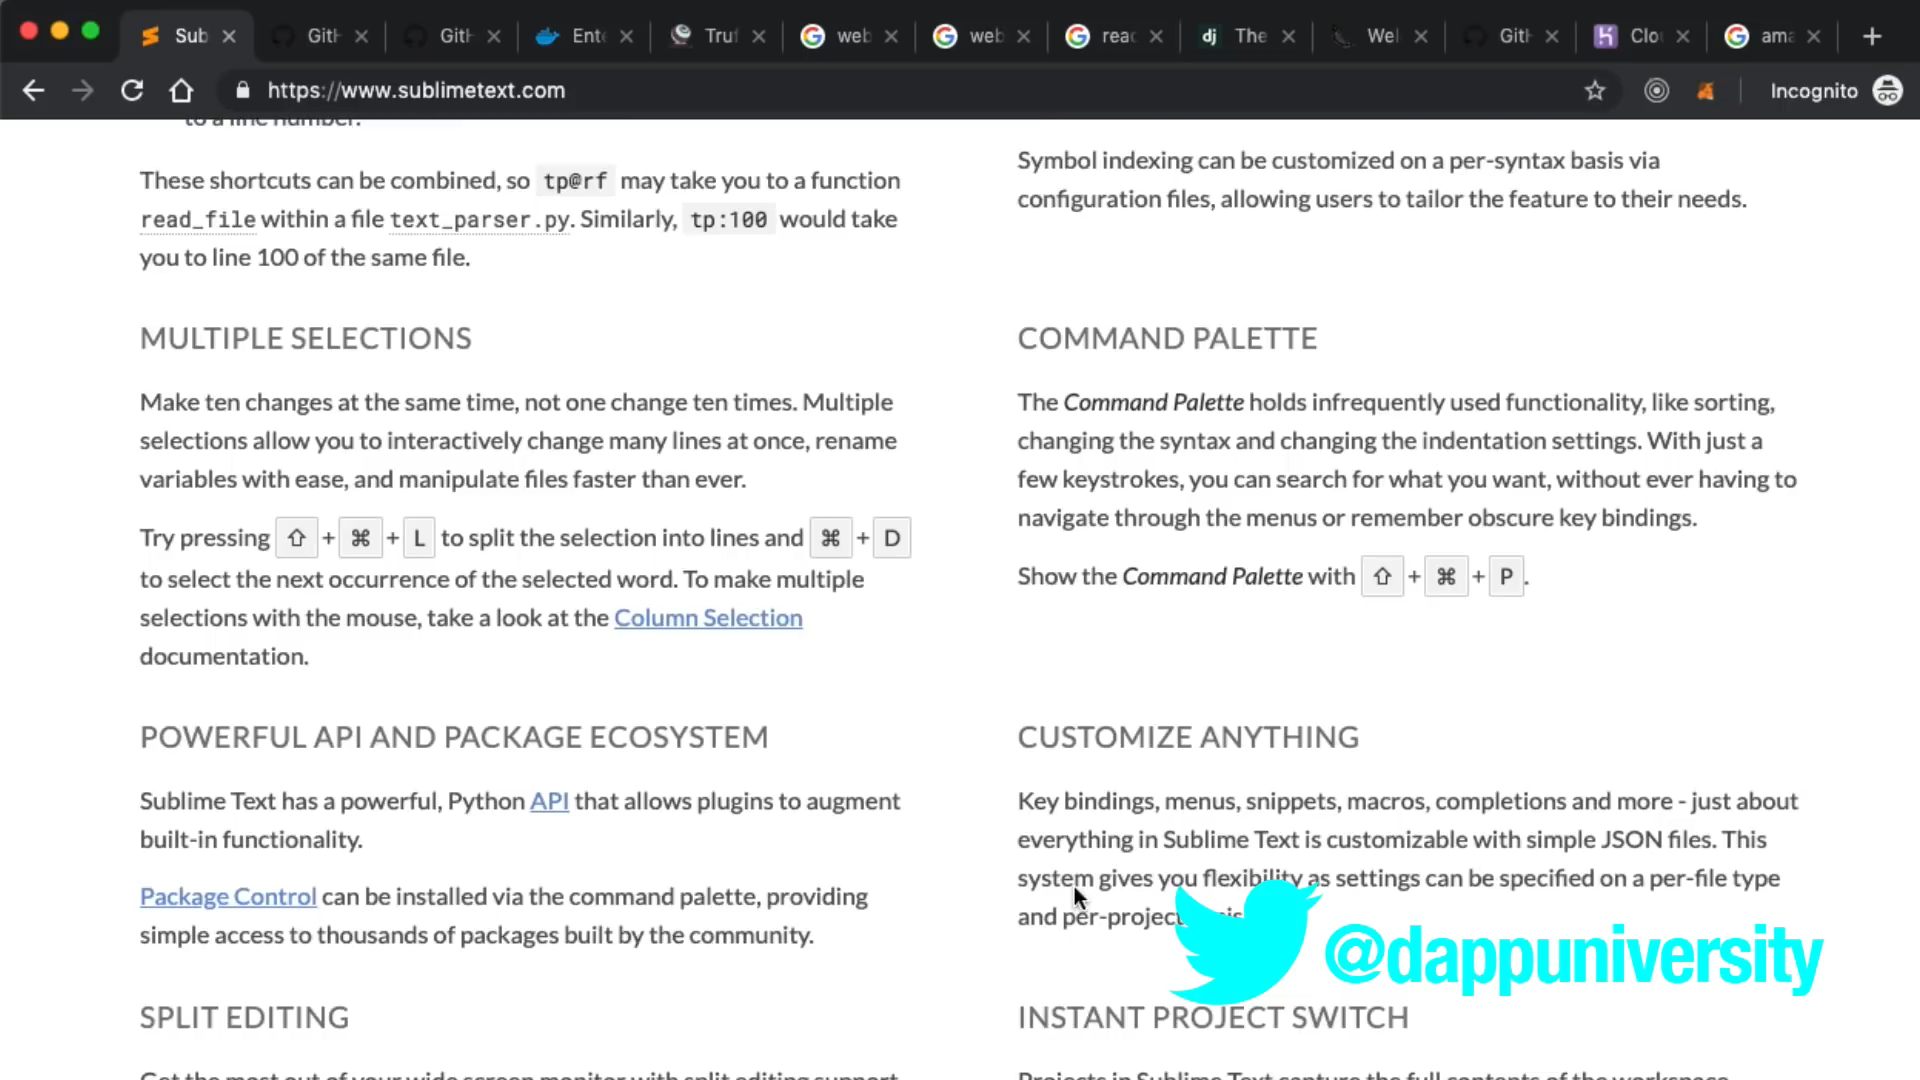 Sub
GitH
GitH
Ente
Truf
web
web
reac
dj
The
Wel
GitH
Clou
ama
https://www.sublimetext.com
Incognito
to a line number.
These shortcuts can be combined, so tp@rf may take you to a function
read_file within a file text_parser.py. Similarly, tp:100 would take
you to line 100 of the same file.
Symbol indexing can be customized on a per-syntax basis via
configuration files, allowing users to tailor the feature to their needs.
MULTIPLE SELECTIONS
Make ten changes at the same time, not one change ten times. Multiple
selections allow you to interactively change many lines at once, rename
variables with ease, and manipulate files faster than ever.
Try pressing ⇧ + ⌘ + L to split the selection into lines and ⌘ + D
to select the next occurrence of the selected word. To make multiple
selections with the mouse, take a look at the Column Selection
documentation.
COMMAND PALETTE
The Command Palette holds infrequently used functionality, like sorting,
changing the syntax and changing the indentation settings. With just a
few keystrokes, you can search for what you want, without ever having to
navigate through the menus or remember obscure key bindings.
Show the Command Palette with ⇧ + ⌘ + P.
POWERFUL API AND PACKAGE ECOSYSTEM
Sublime Text has a powerful, Python API that allows plugins to augment
built-in functionality.
Package Control can be installed via the command palette, providing
simple access to thousands of packages built by the community.
CUSTOMIZE ANYTHING
Key bindings, menus, snippets, macros, completions and more - just about
everything in Sublime Text is customizable with simple JSON files. This
system gives you flexibility as settings can be specified on a per-file type
and per-project
@dappuniversity
SPLIT EDITING
Get the most out of your wide screen monitor with split editing support.
INSTANT PROJECT SWITCH
Projects in Sublime Text capture the full contents of the workspace